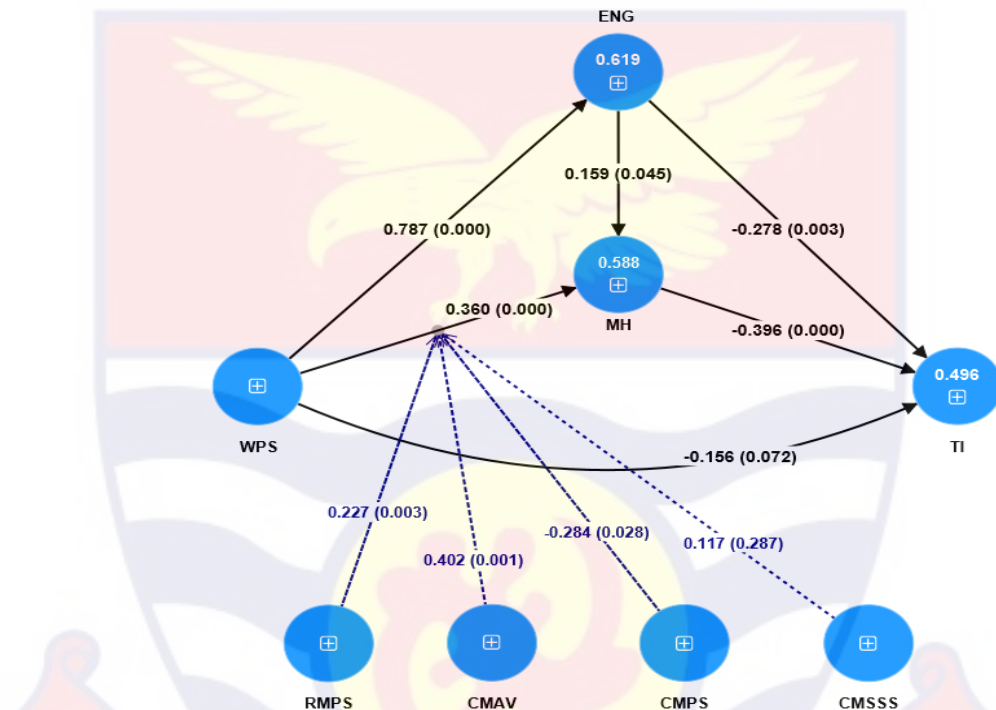 ENG
0.619
0.159 (0.045)
0.787 (0.000)
-0.278 (0.003)
0.588
0.360 (0.000)
MH
-0.396 (0.000)
0.496
WPS
TI
-0.156 (0.072)
0.227 (0.003)
0.402 (0.001)
-0.284 (0.028)
0.117 (0.287)
RMPS
CMAV
CMPS
CMSSS